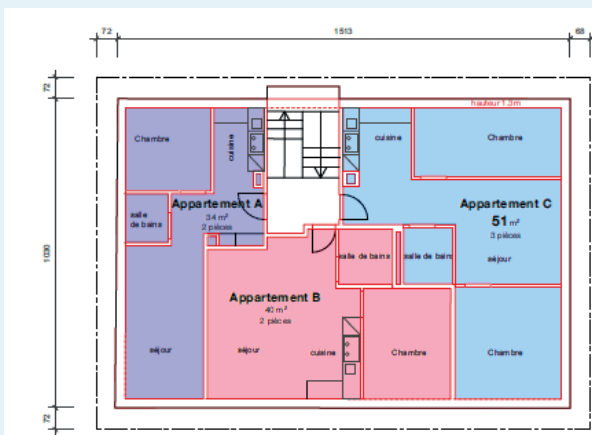 72
1513
68
72
hauteur 1.3m
Chambre
cuisine
cuisine
Chambre
Appartement A
34 m²
2 pièces
Appartement C
51 m²
3 pièces
salle
de bains
1030
salle de bains
salle de bains
séjour
Appartement B
40 m²
2 pièces
séjour
séjour
cuisine
Chambre
Chambre
72